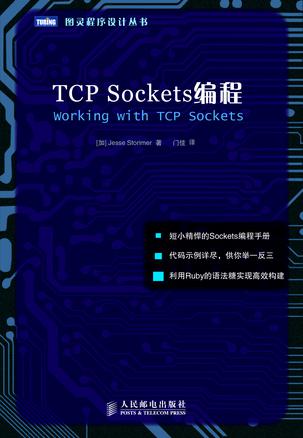 TURING 图灵程序设计丛书
TCP Sockets编程
Working with TCP Sockets
[加] Jesse Storimer 著 门佳 译
短小精悍的Sockets编程手册
代码示例详尽，供你举一反三
利用Ruby的语法糖实现高效构建
人民邮电出版社
POSTS & TELECOM PRESS